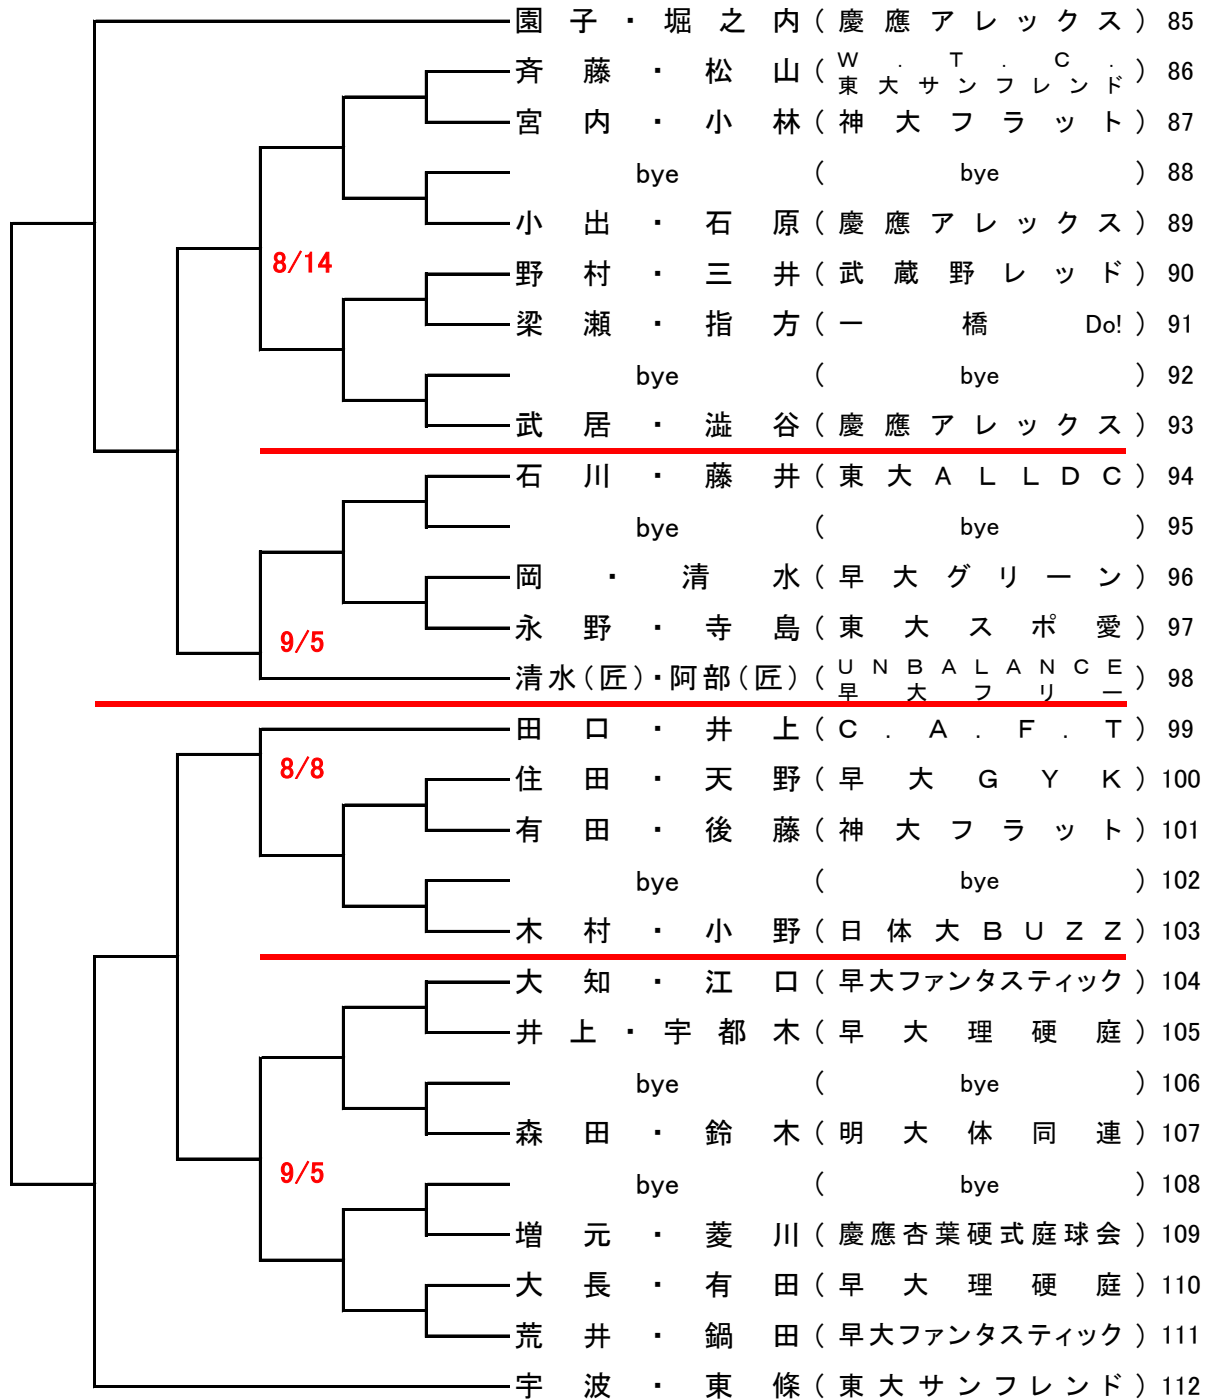 園子・堀之内(慶應アレックス) 85
斉藤・松山(W.T.C. 東大サンフレンド) 86
宮内・小林(神大フラット) 87
bye (bye) 88
小出・石原(慶應アレックス) 89
8/14
野村・三井(武蔵野レッド) 90
梁瀬・指方(一橋Do!) 91
bye (bye) 92
武居・澁谷(慶應アレックス) 93
石川・藤井(東大ALLDC) 94
bye (bye) 95
岡・清水(早大グリーン) 96
永野・寺島(東大スポ愛) 97
9/5
清水(匠)・阿部(匠)(UNBALANCE 早大フリー) 98
田口・井上(C.A.F.T) 99
8/8
住田・天野(早大GYK) 100
有田・後藤(神大フラット) 101
bye (bye) 102
木村・小野(日体大BUZZ) 103
大知・江口(早大ファンタスティック) 104
井上・宇都木(早大理硬庭) 105
bye (bye) 106
森田・鈴木(明大体同連) 107
9/5
bye (bye) 108
増元・菱川(慶應杏葉硬式庭球会) 109
大長・有田(早大理硬庭) 110
荒井・鍋田(早大ファンタスティック) 111
宇波・東條(東大サンフレンド) 112